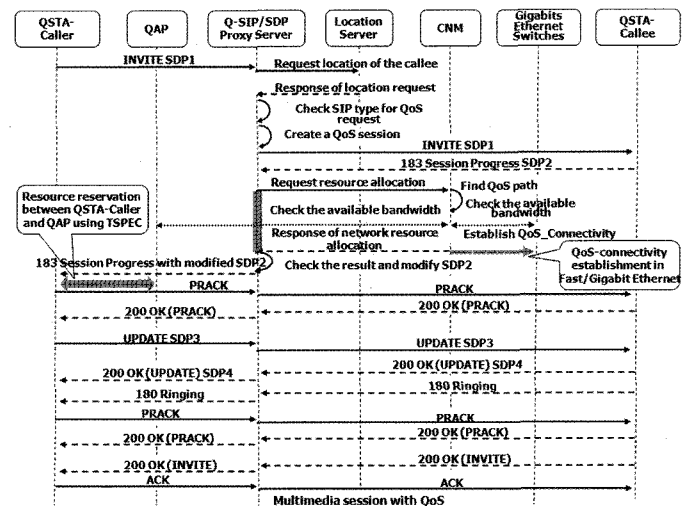 QSTA-
Caller
QAP
Q-SIP/SDP
Proxy Server
Location
Server
CNM
Gigabits
Ethernet
Switches
QSTA-
Callee
INVITE SDP1
Request location of the callee
Response of location request
Check SIP type for QoS
request
Create a QoS session
INVITE SDP1
183 Session Progress SDP2
Request resource allocation
Find QoS path
Resource reservation
between QSTA-Caller
and QAP using TSPEC
Check the available bandwidth
Check the available
bandwidth
Response of network resource
allocation
Establish QoS_Connectivity
183 Session Progress with modified SDP2
Check the result and modify SDP2
QoS-connectivity
establishment in
Fast/Gigabit Ethernet
PRACK
PRACK
200 OK (PRACK)
200 OK (PRACK)
UPDATE SDP3
UPDATE SDP3
200 OK (UPDATE) SDP4
200 OK (UPDATE) SDP4
180 Ringing
180 Ringing
PRACK
PRACK
200 OK (PRACK)
200 OK (PRACK)
200 OK (INVITE)
200 OK (INVITE)
ACK
ACK
Multimedia session with QoS